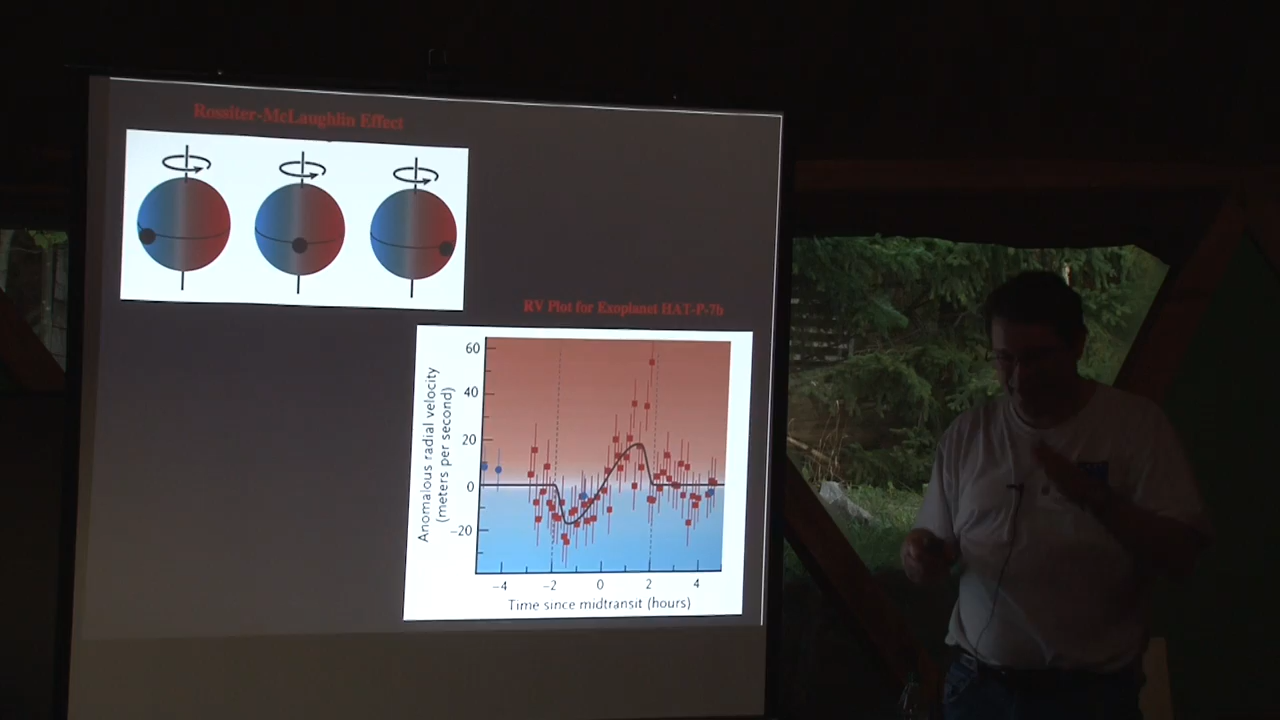 Rossiter-McLaughlin Effect
RV Plot for Exoplanet HAT-P-7b
Anomalous radial velocity
(meters per second)
60
40
20
0
−20
−4 −2 0 2 4
Time since midtransit (hours)